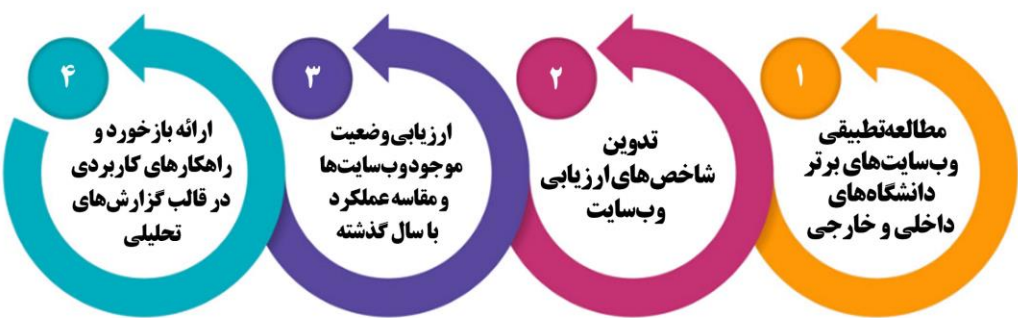 ۱
مطالعه‌تطبیقی
وب‌سایت‌های برتر
دانشگاه‌های
داخلی و خارجی
۲
تدوین
شاخص‌های ارزیابی
وب‌سایت
۳
ارزیابی وضعیت
موجود وب‌سایت‌ها
و مقاسه عملکرد
با سال گذشته
۴
ارائه بازخورد و
راهکارهای کاربردی
در قالب گزارش‌های
تحلیلی